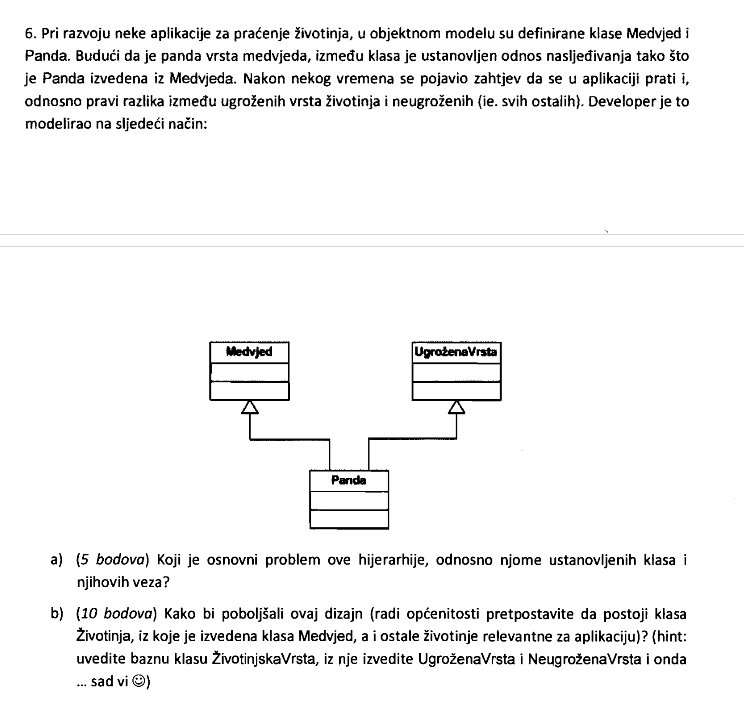 6. Pri razvoju neke aplikacije za praćenje životinja, u objektnom modelu su definirane klase Medvjed i
Panda. Budući da je panda vrsta medvjeda, između klasa je ustanovljen odnos nasljeđivanja tako što
je Panda izvedena iz Medvjeda. Nakon nekog vremena se pojavio zahtjev da se u aplikaciji prati i,
odnosno pravi razlika između ugroženih vrsta životinja i neugroženih (ie. svih ostalih). Developer je to
modelirao na sljedeći način:
Medvjed
UgroženaVrsta
Panda
a) (5 bodova) Koji je osnovni problem ove hijerarhije, odnosno njome ustanovljenih klasa i
njihovih veza?
b) (10 bodova) Kako bi poboljšali ovaj dizajn (radi općenitosti pretpostavite da postoji klasa
Životinja, iz koje je izvedena klasa Medvjed, a i ostale životinje relevantne za aplikaciju)? (hint:
uvedite baznu klasu ŽivotinjskaVrsta, iz nje izvedite UgroženaVrsta i NeugroženaVrsta i onda
... sad vi ☺)